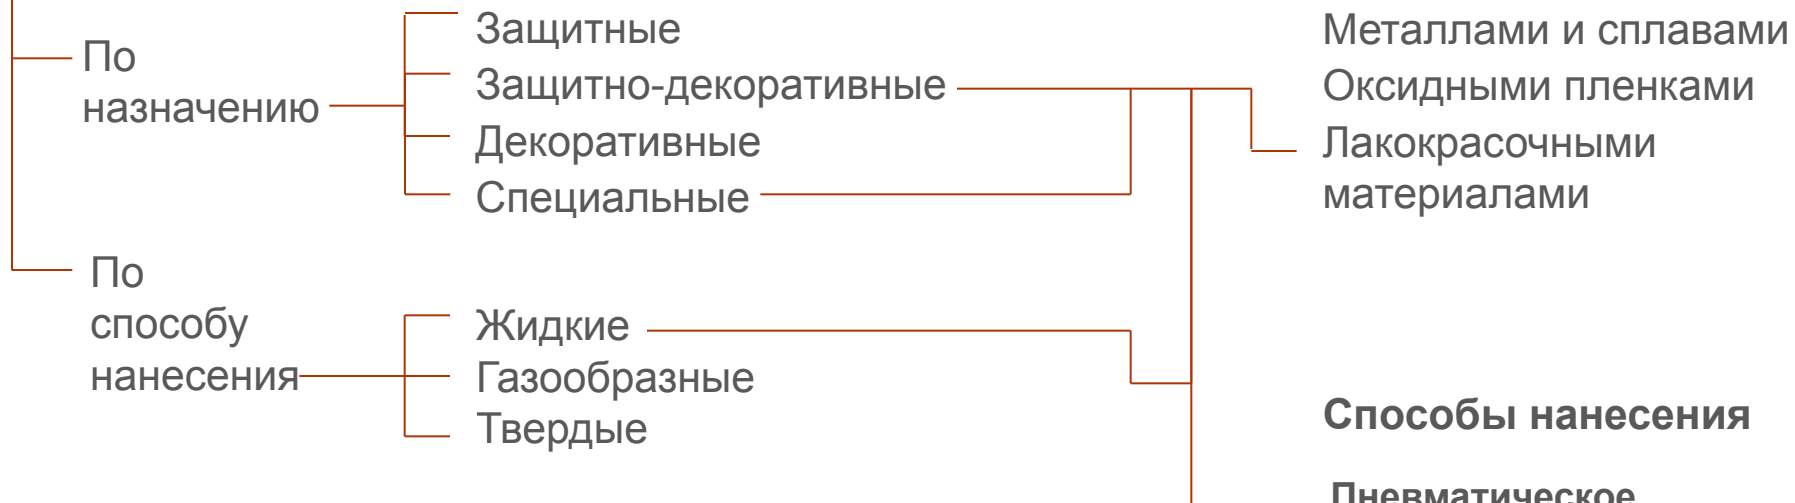 По
назначению
Защитные
Защитно-декоративные
Декоративные
Специальные
Металлами и сплавами
Оксидными пленками
Лакокрасочными
материалами
По
способу
нанесения
Жидкие
Газообразные
Твердые
Способы нанесения
Пневматическое